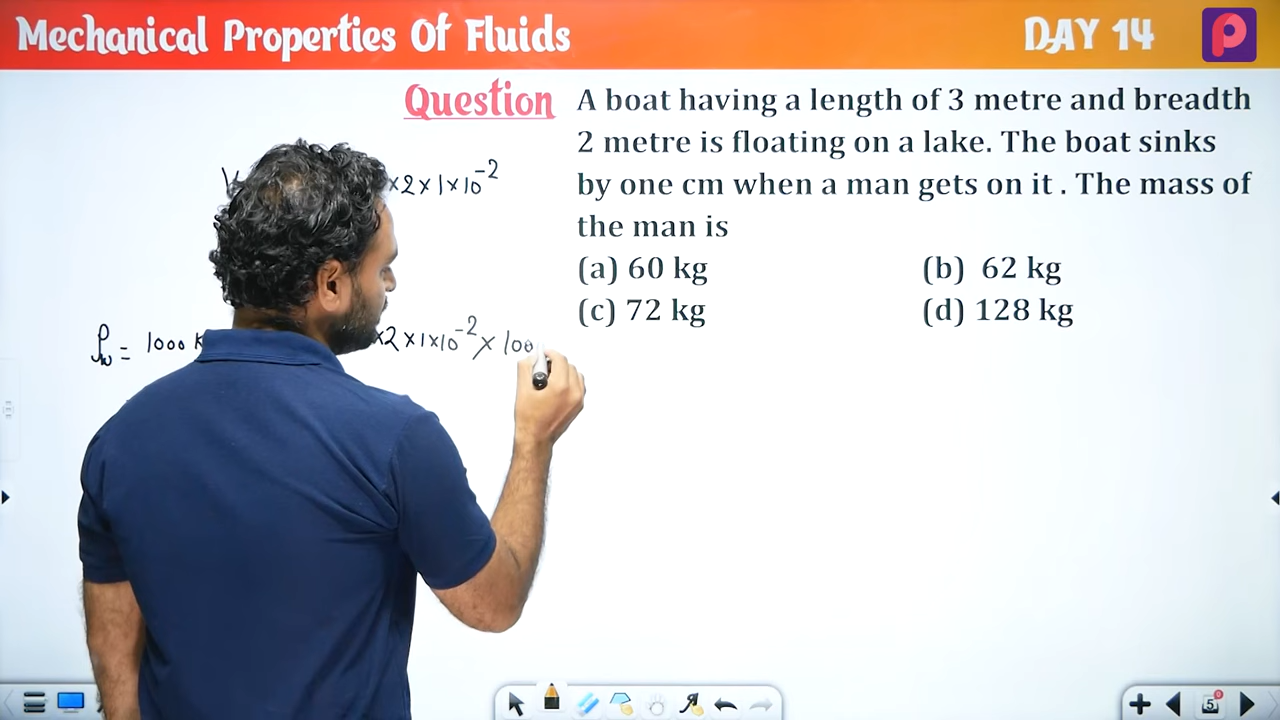 Mechanical Properties Of Fluids
DAY 14
Question
A boat having a length of 3 metre and breadth
2 metre is floating on a lake. The boat sinks
by one cm when a man gets on it . The mass of
the man is
(a) 60 kg
(b) 62 kg
(c) 72 kg
(d) 128 kg
×2×1×10⁻²
ρw = 1000 k
×2×1×10⁻² × 100
5